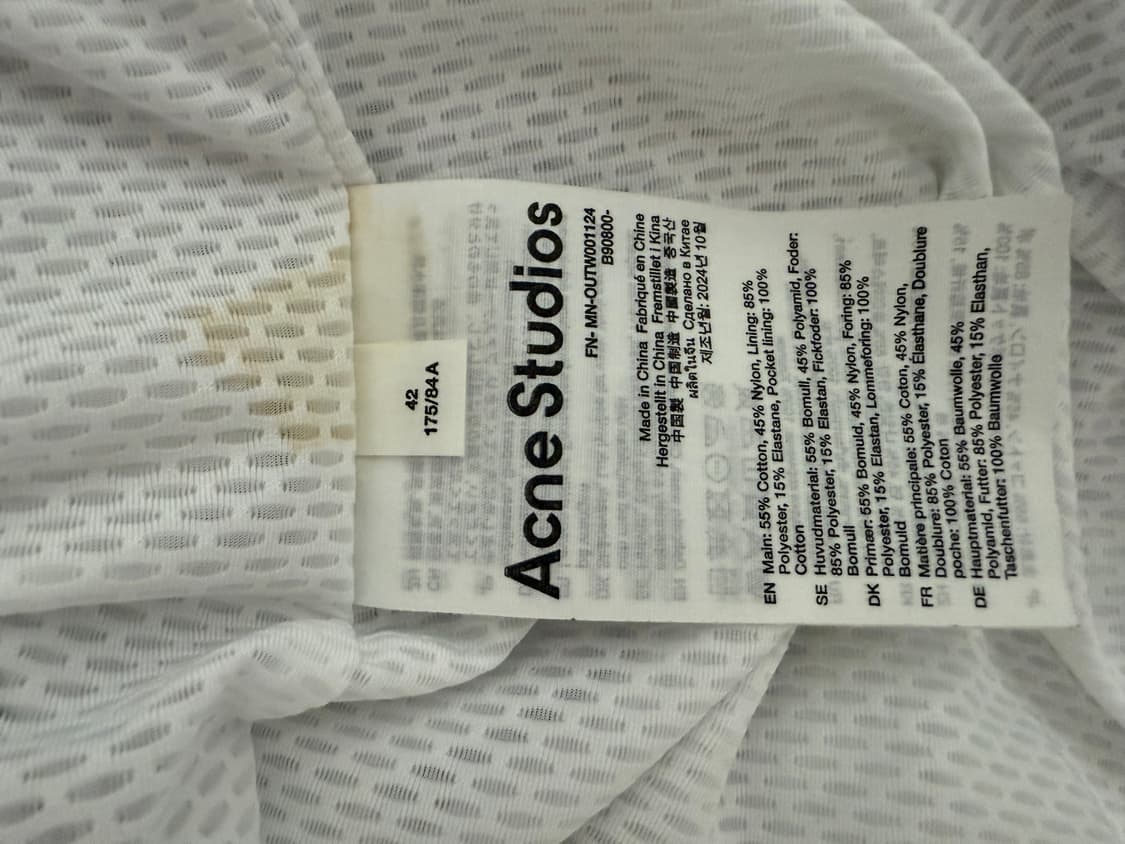 42
175/84A
Acne Studios
FN- MN-OUTW001124
B90800-
Made in China Fabriqué en Chine
Hergestellt in China Fremstillet i Kina
中国製 中国制造 中國製造 중국산
ผลิตในจีน Сделано в Китае
제조년월: 2024년 10월
EN Main: 55% Cotton, 45% Nylon, Lining: 85%
Polyester, 15% Elastane, Pocket lining: 100%
Cotton
SE Huvudmaterial: 55% Bomull, 45% Polyamid, Foder:
85% Polyester, 15% Elastan, Fickfoder: 100%
Bomull
DK Primær: 55% Bomuld, 45% Nylon, Foring: 85%
Polyester, 15% Elastan, Lommeforing: 100%
Bomuld
FR Matière principale: 55% Coton, 45% Nylon,
Doublure: 85% Polyester, 15% Élasthane, Doublure
poche: 100% Coton
DE Hauptmaterial: 55% Baumwolle, 45%
Polyamid, Futter: 85% Polyester, 15% Elasthan,
Taschenfutter: 100% Baumwolle